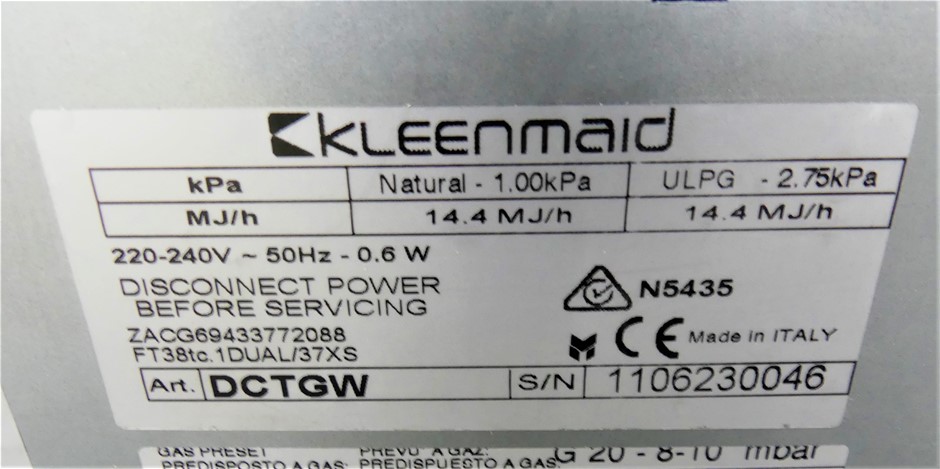 KLEENMAID
kPa Natural - 1.00kPa ULPG - 2.75kPa
MJ/h 14.4 MJ/h 14.4 MJ/h
220-240V ~ 50Hz - 0.6 W
DISCONNECT POWER
BEFORE SERVICING
N5435
ZACG69433772088
CE Made in ITALY
FT38tc.1DUAL/37XS
Art. DCTGW S/N 1106230046
GAS PRESET PREVU A GAZ: G 20 - 8-10 mbar
PREDISPOSTO A GAS: PREDISPUESTO A GAS: